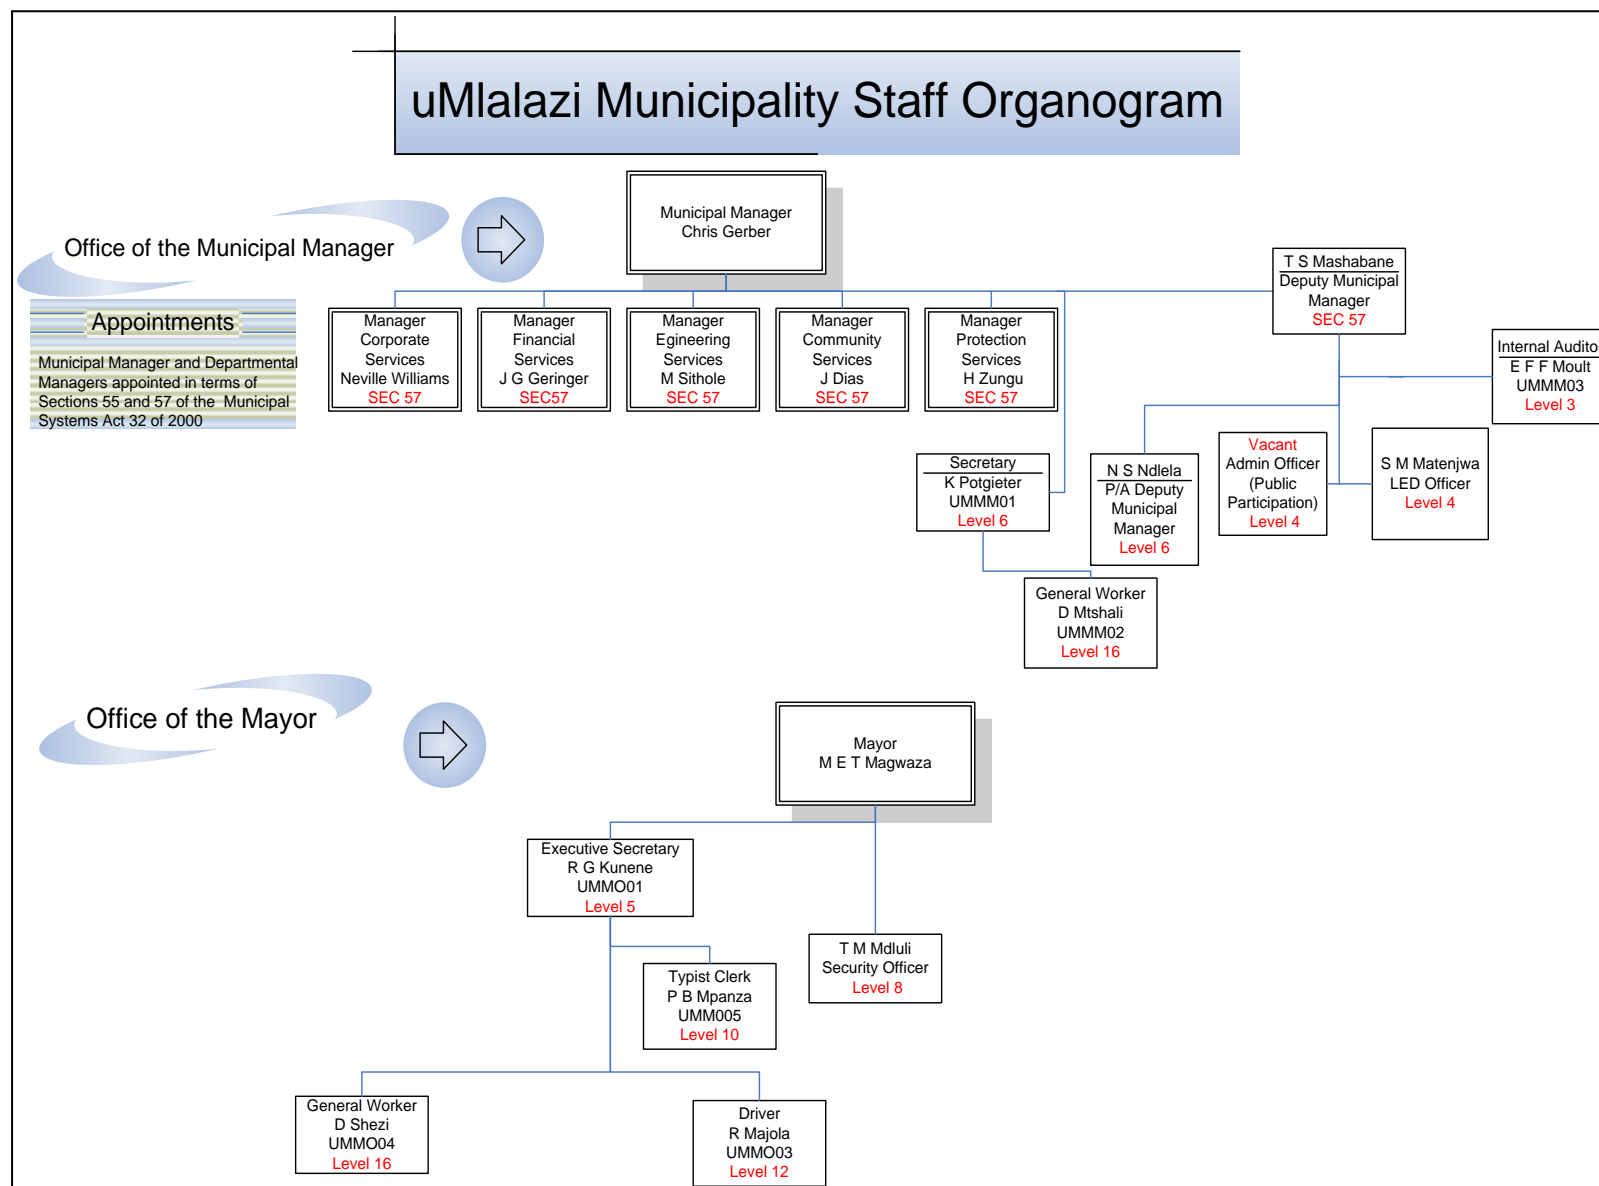 uMlalazi Municipality Staff Organogram
Office of the Municipal Manager
Municipal Manager
Chris Gerber
Appointments
Municipal Manager and Departmental
Managers appointed in terms of
Sections 55 and 57 of the Municipal
Systems Act 32 of 2000
Manager
Corporate
Services
Neville Williams
SEC 57
Manager
Financial
Services
J G Geringer
SEC57
Manager
Egineering
Services
M Sithole
SEC 57
Manager
Community
Services
J Dias
SEC 57
Manager
Protection
Services
H Zungu
SEC 57
T S Mashabane
Deputy Municipal
Manager
SEC 57
Internal Audito
E F F Moult
UMMM03
Level 3
Secretary
K Potgieter
UMMM01
Level 6
N S Ndlela
P/A Deputy
Municipal
Manager
Level 6
Vacant
Admin Officer
(Public
Participation)
Level 4
S M Matenjwa
LED Officer
Level 4
General Worker
D Mtshali
UMMM02
Level 16
Office of the Mayor
Mayor
M E T Magwaza
Executive Secretary
R G Kunene
UMMO01
Level 5
T M Mdluli
Security Officer
Level 8
Typist Clerk
P B Mpanza
UMM005
Level 10
General Worker
D Shezi
UMMO04
Level 16
Driver
R Majola
UMMO03
Level 12